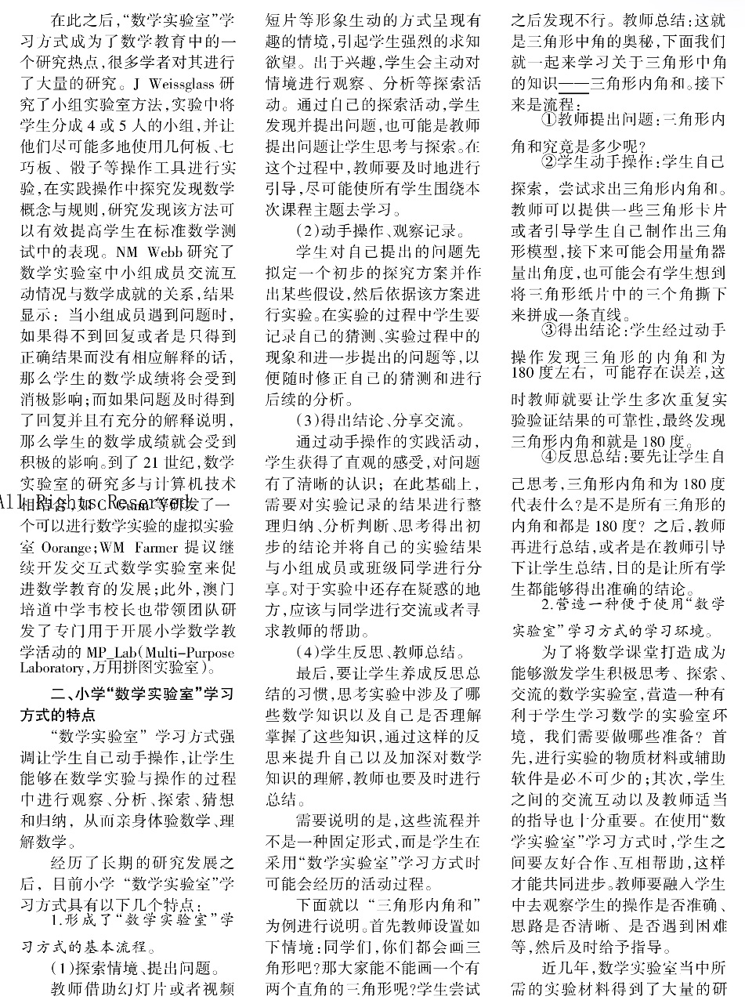 在此之后,“数学实验室”学
习方式成为了数学教育中的一
个研究热点,很多学者对其进行
了大量的研究。J Weissglass 研
究了小组实验室方法,实验中将
学生分成 4 或 5 人的小组,并让
他们尽可能多地使用几何板、七
巧板、骰子等操作工具进行实
验,在实践操作中探究发现数学
概念与规则,研究发现该方法可
以有效提高学生在标准数学测
试中的表现。NM Webb 研究了
数学实验室中小组成员交流互
动情况与数学成就的关系,结果
显示:当小组成员遇到问题时,
如果得不到回复或者是只得到
正确结果而没有相应解释的话,
那么学生的数学成绩将会受到
消极影响;而如果问题及时得到
了回复并且有充分的解释说明,
那么学生的数学成绩就会受到
积极的影响。到了 21 世纪,数学
实验室的研究多与计算机技术
相结合,如 C Gunn 等研发了一
All Rights Reserved.
个可以进行数学实验的虚拟实验
室 Oorange;WM Farmer 提议继
续开发交互式数学实验室来促
进数学教育的发展;此外,澳门
培道中学韦校长也带领团队研
发了专门用于开展小学数学教
学活动的 MP_Lab(Multi-Purpose
Laboratory,万用拼图实验室)。
二、小学“数学实验室”学习
方式的特点
“数学实验室”学习方式强
调让学生自己动手操作,让学生
能够在数学实验与操作的过程
中进行观察、分析、探索、猜想
和归纳,从而亲身体验数学、理
解数学。
经历了长期的研究发展之
后,目前小学“数学实验室”学
习方式具有以下几个特点:
1.形成了“数学实验室”学
习方式的基本流程。
(1)探索情境、提出问题。
教师借助幻灯片或者视频
短片等形象生动的方式呈现有
趣的情境,引起学生强烈的求知
欲望。出于兴趣,学生会主动对
情境进行观察、分析等探索活
动。通过自己的探索活动,学生
发现并提出问题,也可能是教师
提出问题让学生思考与探索。在
这个过程中,教师要及时地进行
引导,尽可能使所有学生围绕本
次课程主题去学习。
(2)动手操作、观察记录。
学生对自己提出的问题先
拟定一个初步的探究方案并作
出某些假设,然后依据该方案进
行实验。在实验的过程中学生要
记录自己的猜测、实验过程中的
现象和进一步提出的问题等,以
便随时修正自己的猜测和进行
后续的分析。
(3)得出结论、分享交流。
通过动手操作的实践活动,
学生获得了直观的感受,对问题
有了清晰的认识;在此基础上,
需要对实验记录的结果进行整
理归纳、分析判断、思考得出初
步的结论并将自己的实验结果
与小组成员或班级同学进行分
享。对于实验中还存在疑惑的地
方,应该与同学进行交流或者寻
求教师的帮助。
(4)学生反思、教师总结。
最后,要让学生养成反思总
结的习惯,思考实验中涉及了哪
些数学知识以及自己是否理解
掌握了这些知识,通过这样的反
思来提升自己以及加深对数学
知识的理解,教师也要及时进行
总结。
需要说明的是,这些流程并
不是一种固定形式,而是学生在
采用“数学实验室”学习方式时
可能会经历的活动过程。
下面就以“三角形内角和”
为例进行说明。首先教师设置如
下情境:同学们,你们都会画三
角形吧?那大家能不能画一个有
两个直角的三角形呢?学生尝试
之后发现不行。教师总结:这就
是三角形中角的奥秘,下面我们
就一起来学习关于三角形中角
的知识——三角形内角和。接下
来是流程:
①教师提出问题:三角形内
角和究竟是多少呢?
②学生动手操作:学生自己
探索,尝试求出三角形内角和。
教师可以提供一些三角形卡片
或者引导学生自己制作出三角
形模型,接下来可能会用量角器
量出角度,也可能会有学生想到
将三角形纸片中的三个角撕下
来拼成一条直线。
③得出结论:学生经过动手
操作发现三角形的内角和为
180 度左右,可能存在误差,这
时教师就要让学生多次重复实
验验证结果的可靠性,最终发现
三角形内角和就是 180 度。
④反思总结:要先让学生自
己思考,三角形内角和为 180 度
代表什么?是不是所有三角形的
内角和都是 180 度?之后,教师
再进行总结,或者是在教师引导
下让学生总结,目的是让所有学
生都能够得出准确的结论。
2.营造一种便于使用“数学
实验室”学习方式的学习环境。
为了将数学课堂打造成为
能够激发学生积极思考、探索、
交流的数学实验室,营造一种有
利于学生学习数学的实验室环
境,我们需要做哪些准备?首
先,进行实验的物质材料或辅助
软件是必不可少的;其次,学生
之间的交流互动以及教师适当
的指导也十分重要。在使用“数
学实验室”学习方式时,学生之
间要友好合作、互相帮助,这样
才能共同进步。教师要融入学生
中去观察学生的操作是否准确、
思路是否清晰、是否遇到困难
等,然后及时给予指导。
近几年,数学实验室当中所
需的实验材料得到了大量的研